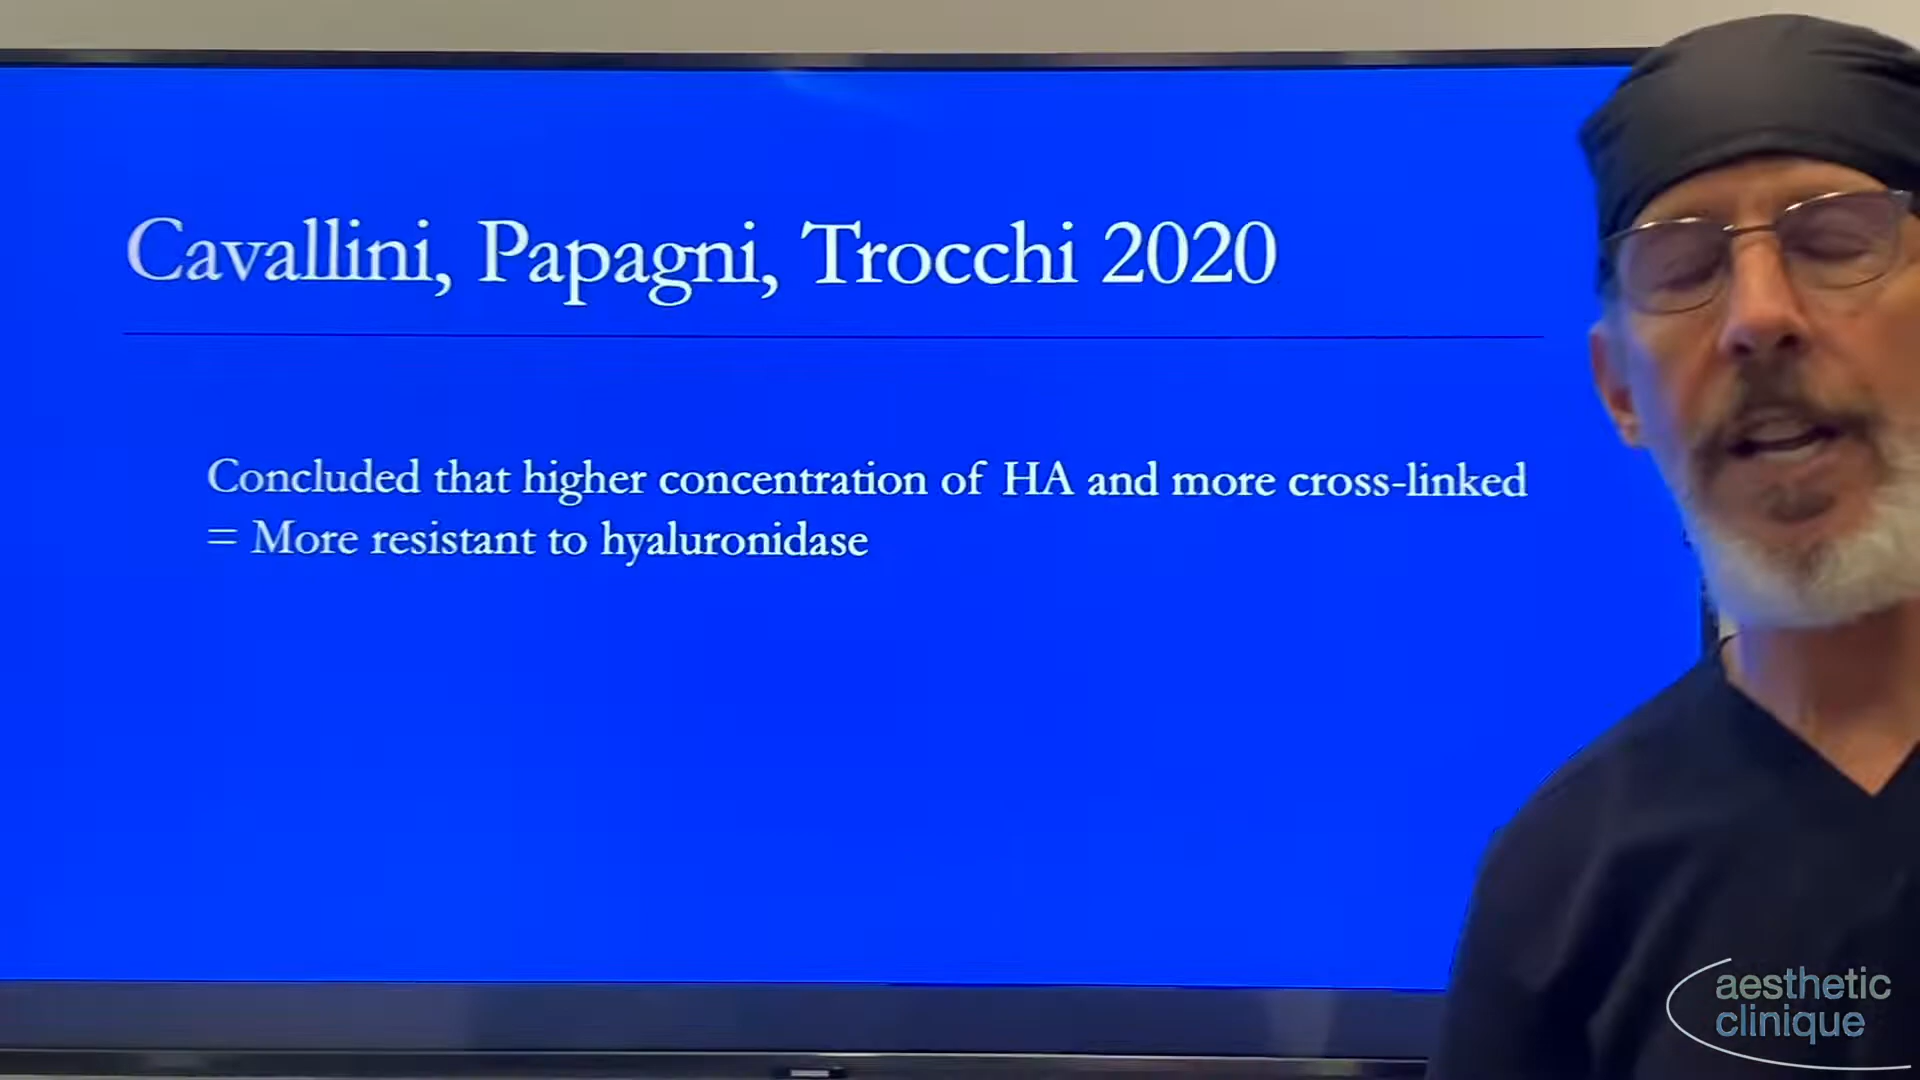 Cavallini, Papagni, Trocchi 2020
Concluded that higher concentration of HA and more cross-linked
= More resistant to hyaluronidase
aesthetic
clinique